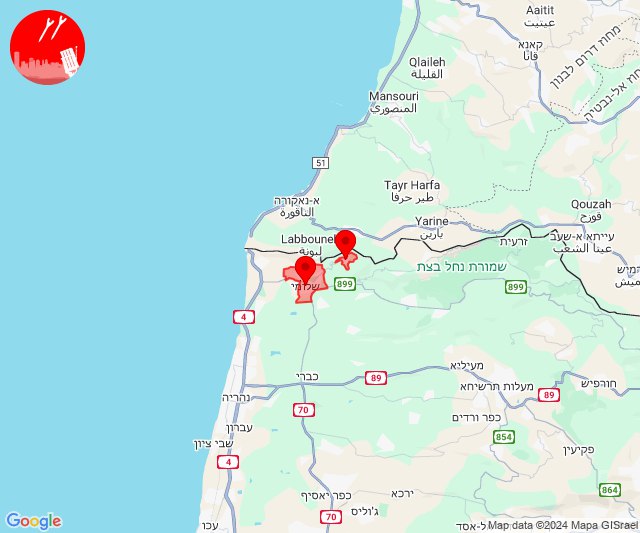 Aaitit
عيتيت
מחוז דרום לבנון
קאנא
قانا
Qlaileh
القليلة
Mansouri
المنصوري
51
Tayr Harfa
طير حرفا
א-נאקורה
الناقورة
Qouzah
قوزح
Yarine
يارين
Labbouneh
לבונה
זרעית
עייתא א-שעב
عيتا الشعب
שמורת נחל בצת
שלומי
899
899
4
כברי
89
מעיליא
מעלות תרשיחא
89
חורפיש
נהריה
70
כפר ורדים
עברון
854
שבי ציון
פקיעין
4
864
ירכא
כפר יאסיף
ג'וליס
70
עכו
Google
Map data ©2024 Mapa GISrael